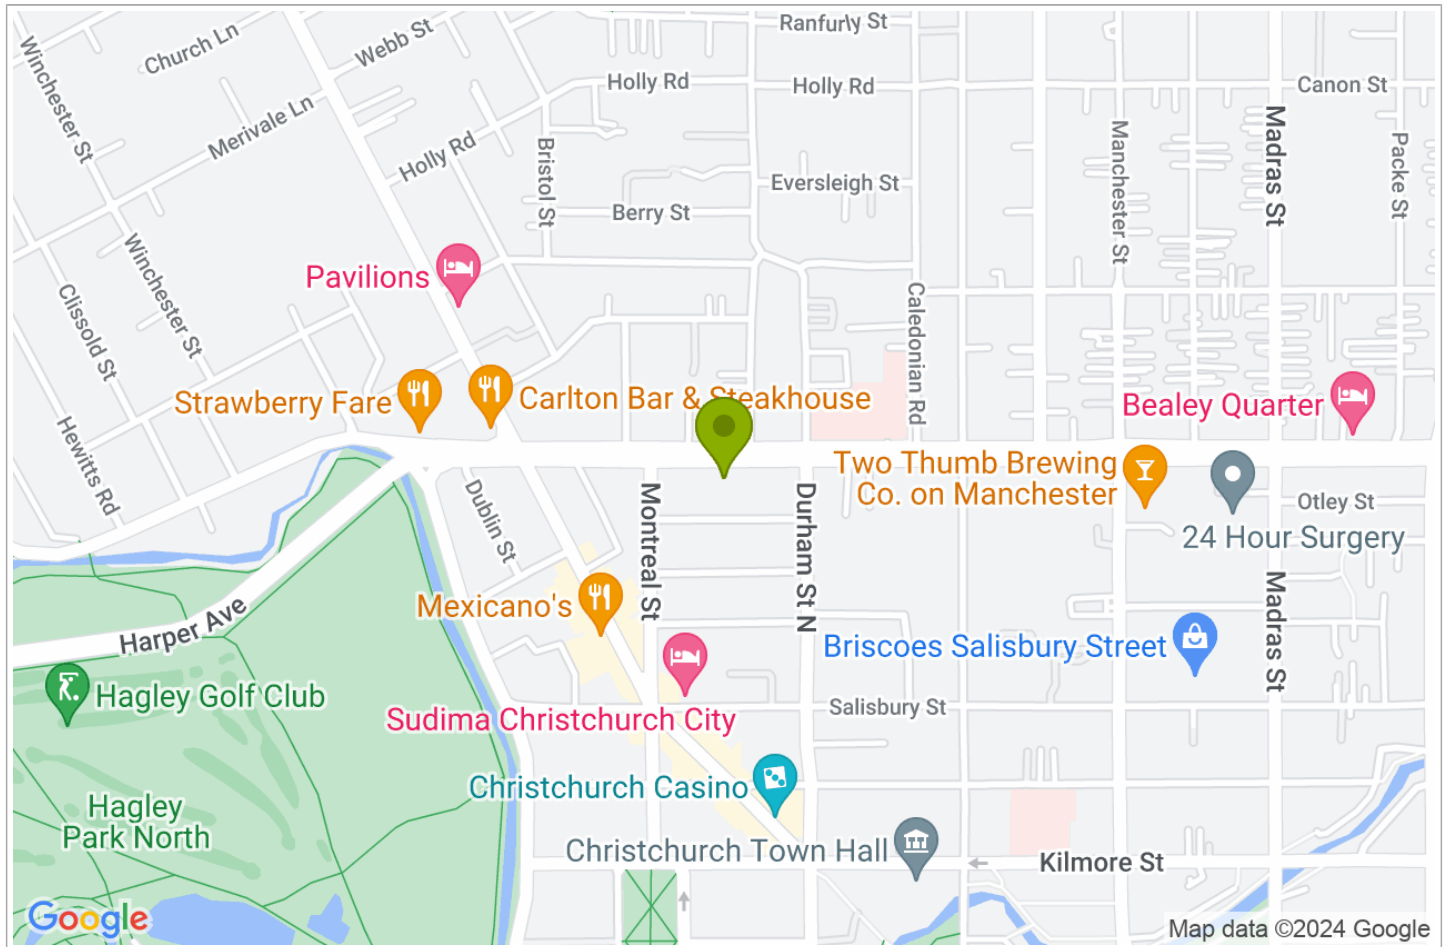 Ranfurly St
Church Ln
Webb St
Winchester St
Holly Rd
Holly Rd
Canon St
Merivale Ln
Madras St
Manchester St
Packe St
Holly Rd
Bristol St
Eversleigh St
Berry St
Winchester St
Pavilions
Clissold St
Caledonian Rd
Strawberry Fare
Carlton Bar & Steakhouse
Bealey Quarter
Hewitts Rd
Two Thumb Brewing
Co. on Manchester
Dublin St
Montreal St
Durham St N
Otley St
24 Hour Surgery
Mexicano's
Harper Ave
Madras St
Briscoes Salisbury Street
Hagley Golf Club
Sudima Christchurch City
Salisbury St
Christchurch Casino
Hagley
Park North
Christchurch Town Hall
Kilmore St
Google
Map data ©2024 Google